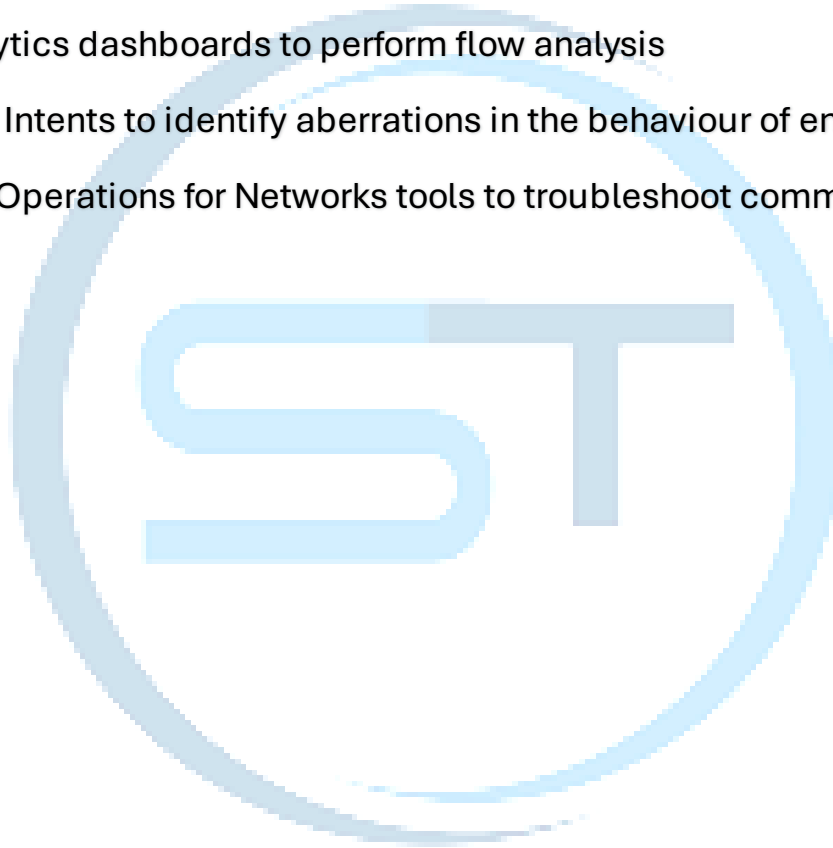 ytics dashboards to perform flow analysis
Intents to identify aberrations in the behaviour of en
Operations for Networks tools to troubleshoot comm
ST